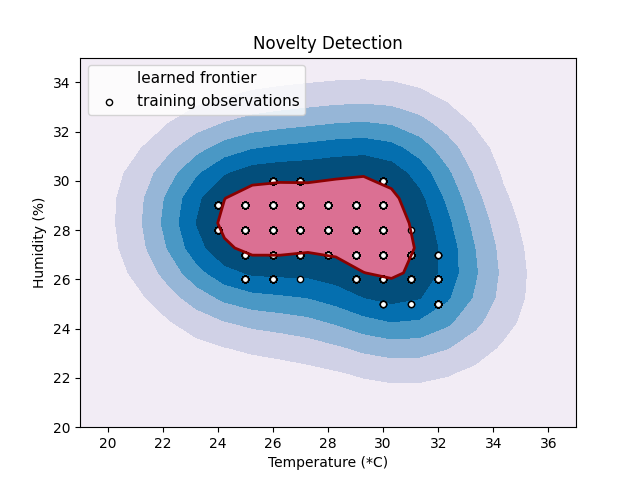 Novelty Detection
learned frontier
training observations
34
32
30
28
26
24
22
20
Humidity (%)
20 22 24 26 28 30 32 34 36
Temperature (*C)